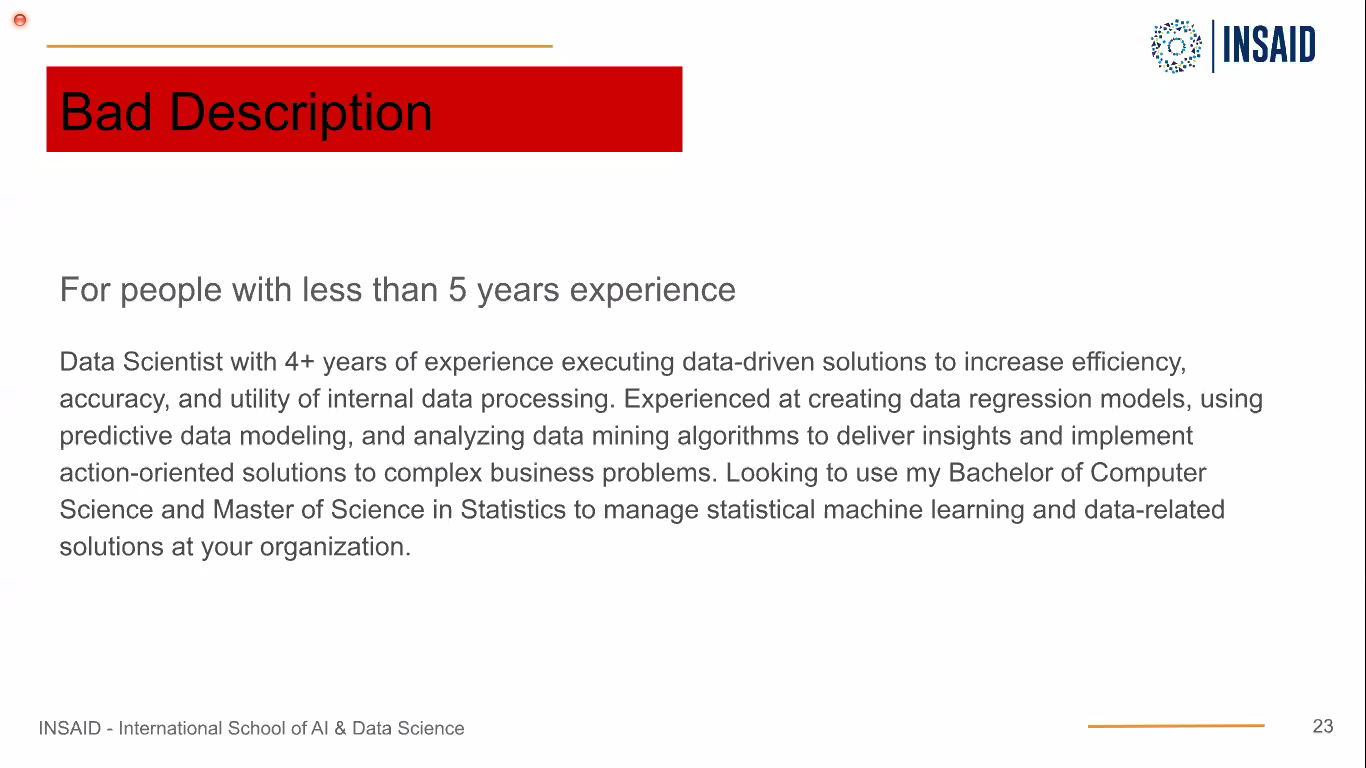 INSAID
Bad Description
For people with less than 5 years experience
Data Scientist with 4+ years of experience executing data-driven solutions to increase efficiency,
accuracy, and utility of internal data processing. Experienced at creating data regression models, using
predictive data modeling, and analyzing data mining algorithms to deliver insights and implement
action-oriented solutions to complex business problems. Looking to use my Bachelor of Computer
Science and Master of Science in Statistics to manage statistical machine learning and data-related
solutions at your organization.
INSAID - International School of AI & Data Science
23